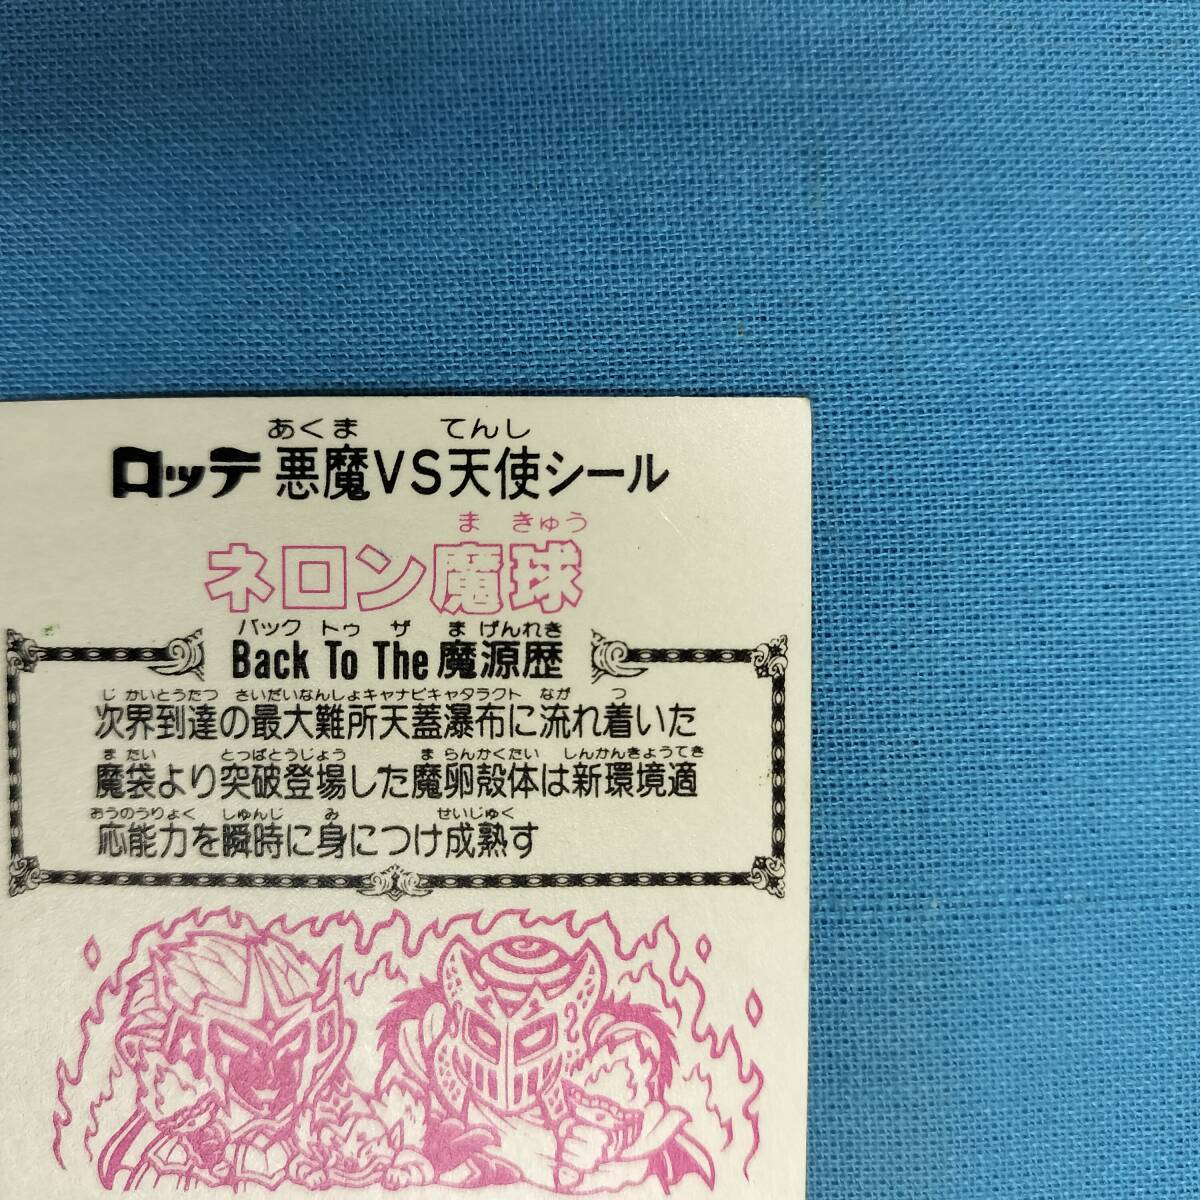 あくま てんし
ロッテ 悪魔VS天使シール
ま きゅう
ネロン魔球
バック トゥ ザ ま げんれき
Back To The 魔源歴
じ かいとうたつ さいだいなんしょキャナピキャタラクト なが つ
次界到達の最大難所天蓋瀑布に流れ着いた
ま たい とっぱとうじょう ま らんかくたい しんかんきょうてき
魔袋より突破登場した魔卵殻体は新環境適
おうのうりょく しゅんじ み せいじゅく
応能力を瞬時に身につけ成熟す